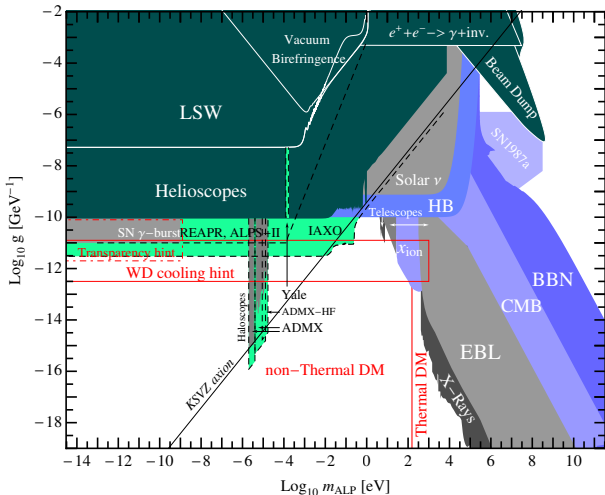 -2
-4
-6
-8
-10
-12
-14
-16
-18
Log10 g [GeV−1]
Vacuum
Birefringence
e+ + e− −> γ+inv.
Beam Dump
LSW
SN1987a
Solar ν
Helioscopes
HB
Telescopes
SN γ−burst
REAPR, ALPS−II
IAXO
Transparency hint
xion
WD cooling hint
BBN
CMB
Yale
Haloscopes
ADMX−HF
ADMX
EBL
KSVZ axion
non−Thermal DM
Thermal DM
X−Rays
-14 -12 -10 -8 -6 -4 -2 0 2 4 6 8 10
Log10 mALP [eV]